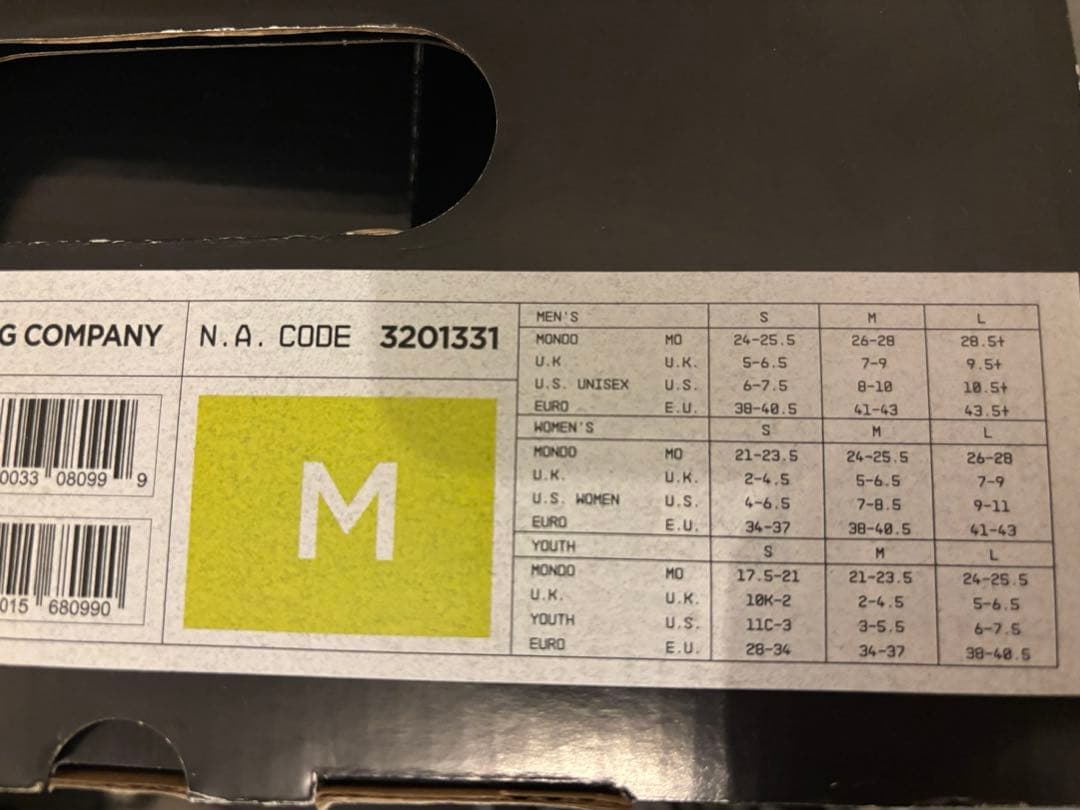 G COMPANY
N.A. CODE 3201331
0033 08099 9
015 680990
M
MEN'S S M L
MONDO MO 24-25.5 26-28 28.5+
U.K U.K. 5-6.5 7-9 9.5+
U.S. UNISEX U.S. 6-7.5 8-10 10.5+
EURO E.U. 38-40.5 41-43 43.5+
WOMEN'S S M L
MONDO MO 21-23.5 24-25.5 26-28
U.K. U.K. 2-4.5 5-6.5 7-9
U.S. WOMEN U.S. 4-6.5 7-8.5 9-11
EURO E.U. 34-37 38-40.5 41-43
YOUTH S M L
MONDO MO 17.5-21 21-23.5 24-25.5
U.K. U.K. 10K-2 2-4.5 5-6.5
YOUTH U.S. 11C-3 3-5.5 6-7.5
EURO E.U. 28-34 34-37 38-40.5